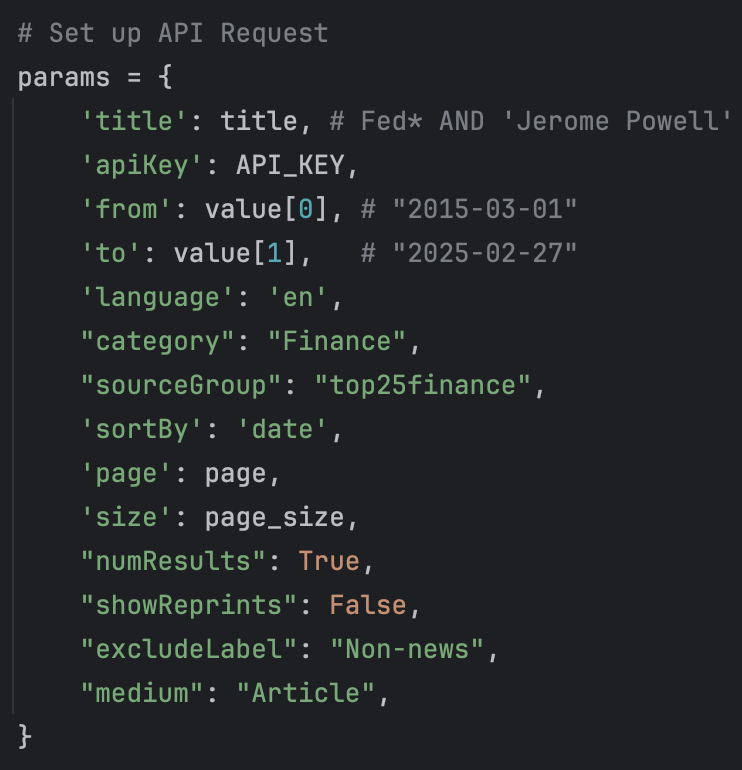 # Set up API Request
params = {
    'title': title, # Fed* AND 'Jerome Powell'
    'apiKey': API_KEY,
    'from': value[0], # "2015-03-01"
    'to': value[1],   # "2025-02-27"
    'language': 'en',
    "category": "Finance",
    "sourceGroup": "top25finance",
    'sortBy': 'date',
    'page': page,
    'size': page_size,
    "numResults": True,
    "showReprints": False,
    "excludeLabel": "Non-news",
    "medium": "Article",
}